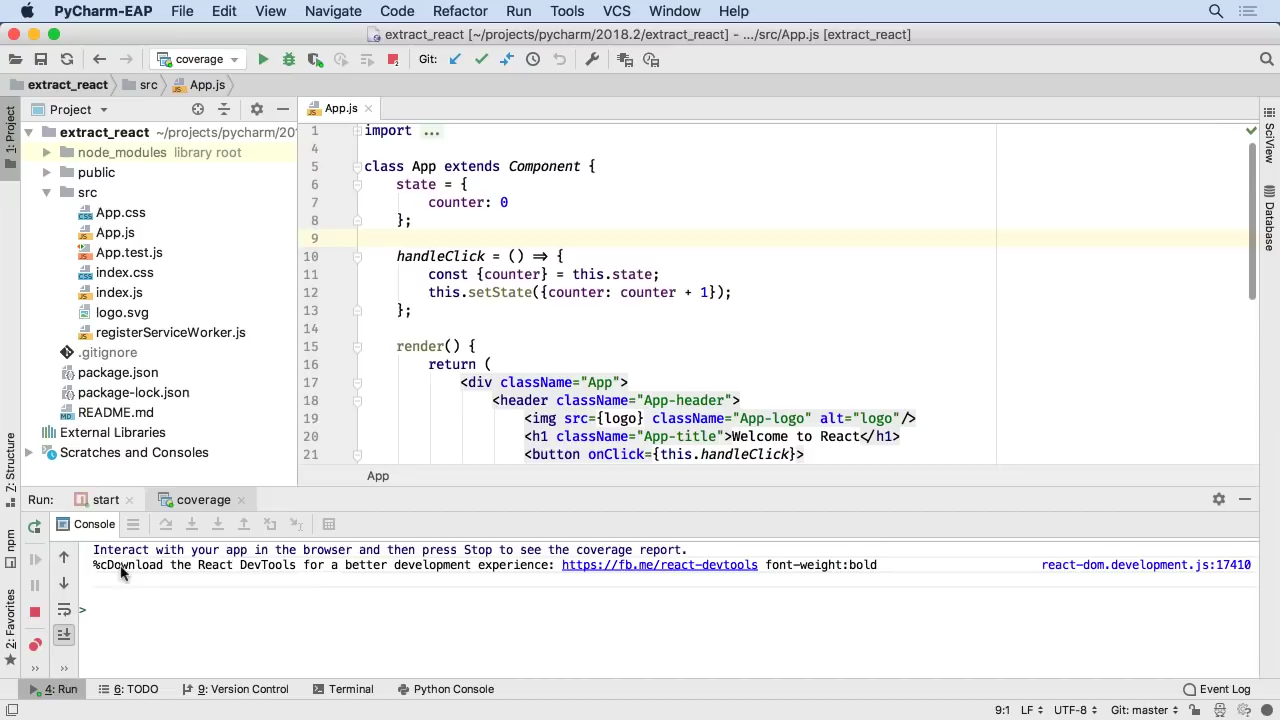 PyCharm-EAP File Edit View Navigate Code Refactor Run Tools VCS Window Help
extract_react [~/projects/pycharm/2018.2/extract_react] - .../src/App.js [extract_react]
coverage Git:
extract_react src App.js
1: Project
Project
App.js
extract_react ~/projects/pycharm/20
node_modules library root
public
src
App.css
App.js
App.test.js
index.css
index.js
logo.svg
registerServiceWorker.js
.gitignore
package.json
package-lock.json
README.md
External Libraries
Scratches and Consoles
1 import ...
4
5 class App extends Component {
6 state = {
7 counter: 0
8 };
9
10 handleClick = () => {
11 const {counter} = this.state;
12 this.setState({counter: counter + 1});
13 };
14
15 render() {
16 return (
17 <div className="App">
18 <header className="App-header">
19 <img src={logo} className="App-logo" alt="logo"/>
20 <h1 className="App-title">Welcome to React</h1>
21 <button onClick={this.handleClick}>
App
SciView
Database
Z: Structure
npm
2: Favorites
Run: start coverage
Console
Interact with your app in the browser and then press Stop to see the coverage report.
%cDownload the React DevTools for a better development experience: https://fb.me/react-devtools font-weight:bold react-dom.development.js:17410
>
4: Run 6: TODO 9: Version Control Terminal Python Console Event Log
9:1 LF UTF-8 Git: master